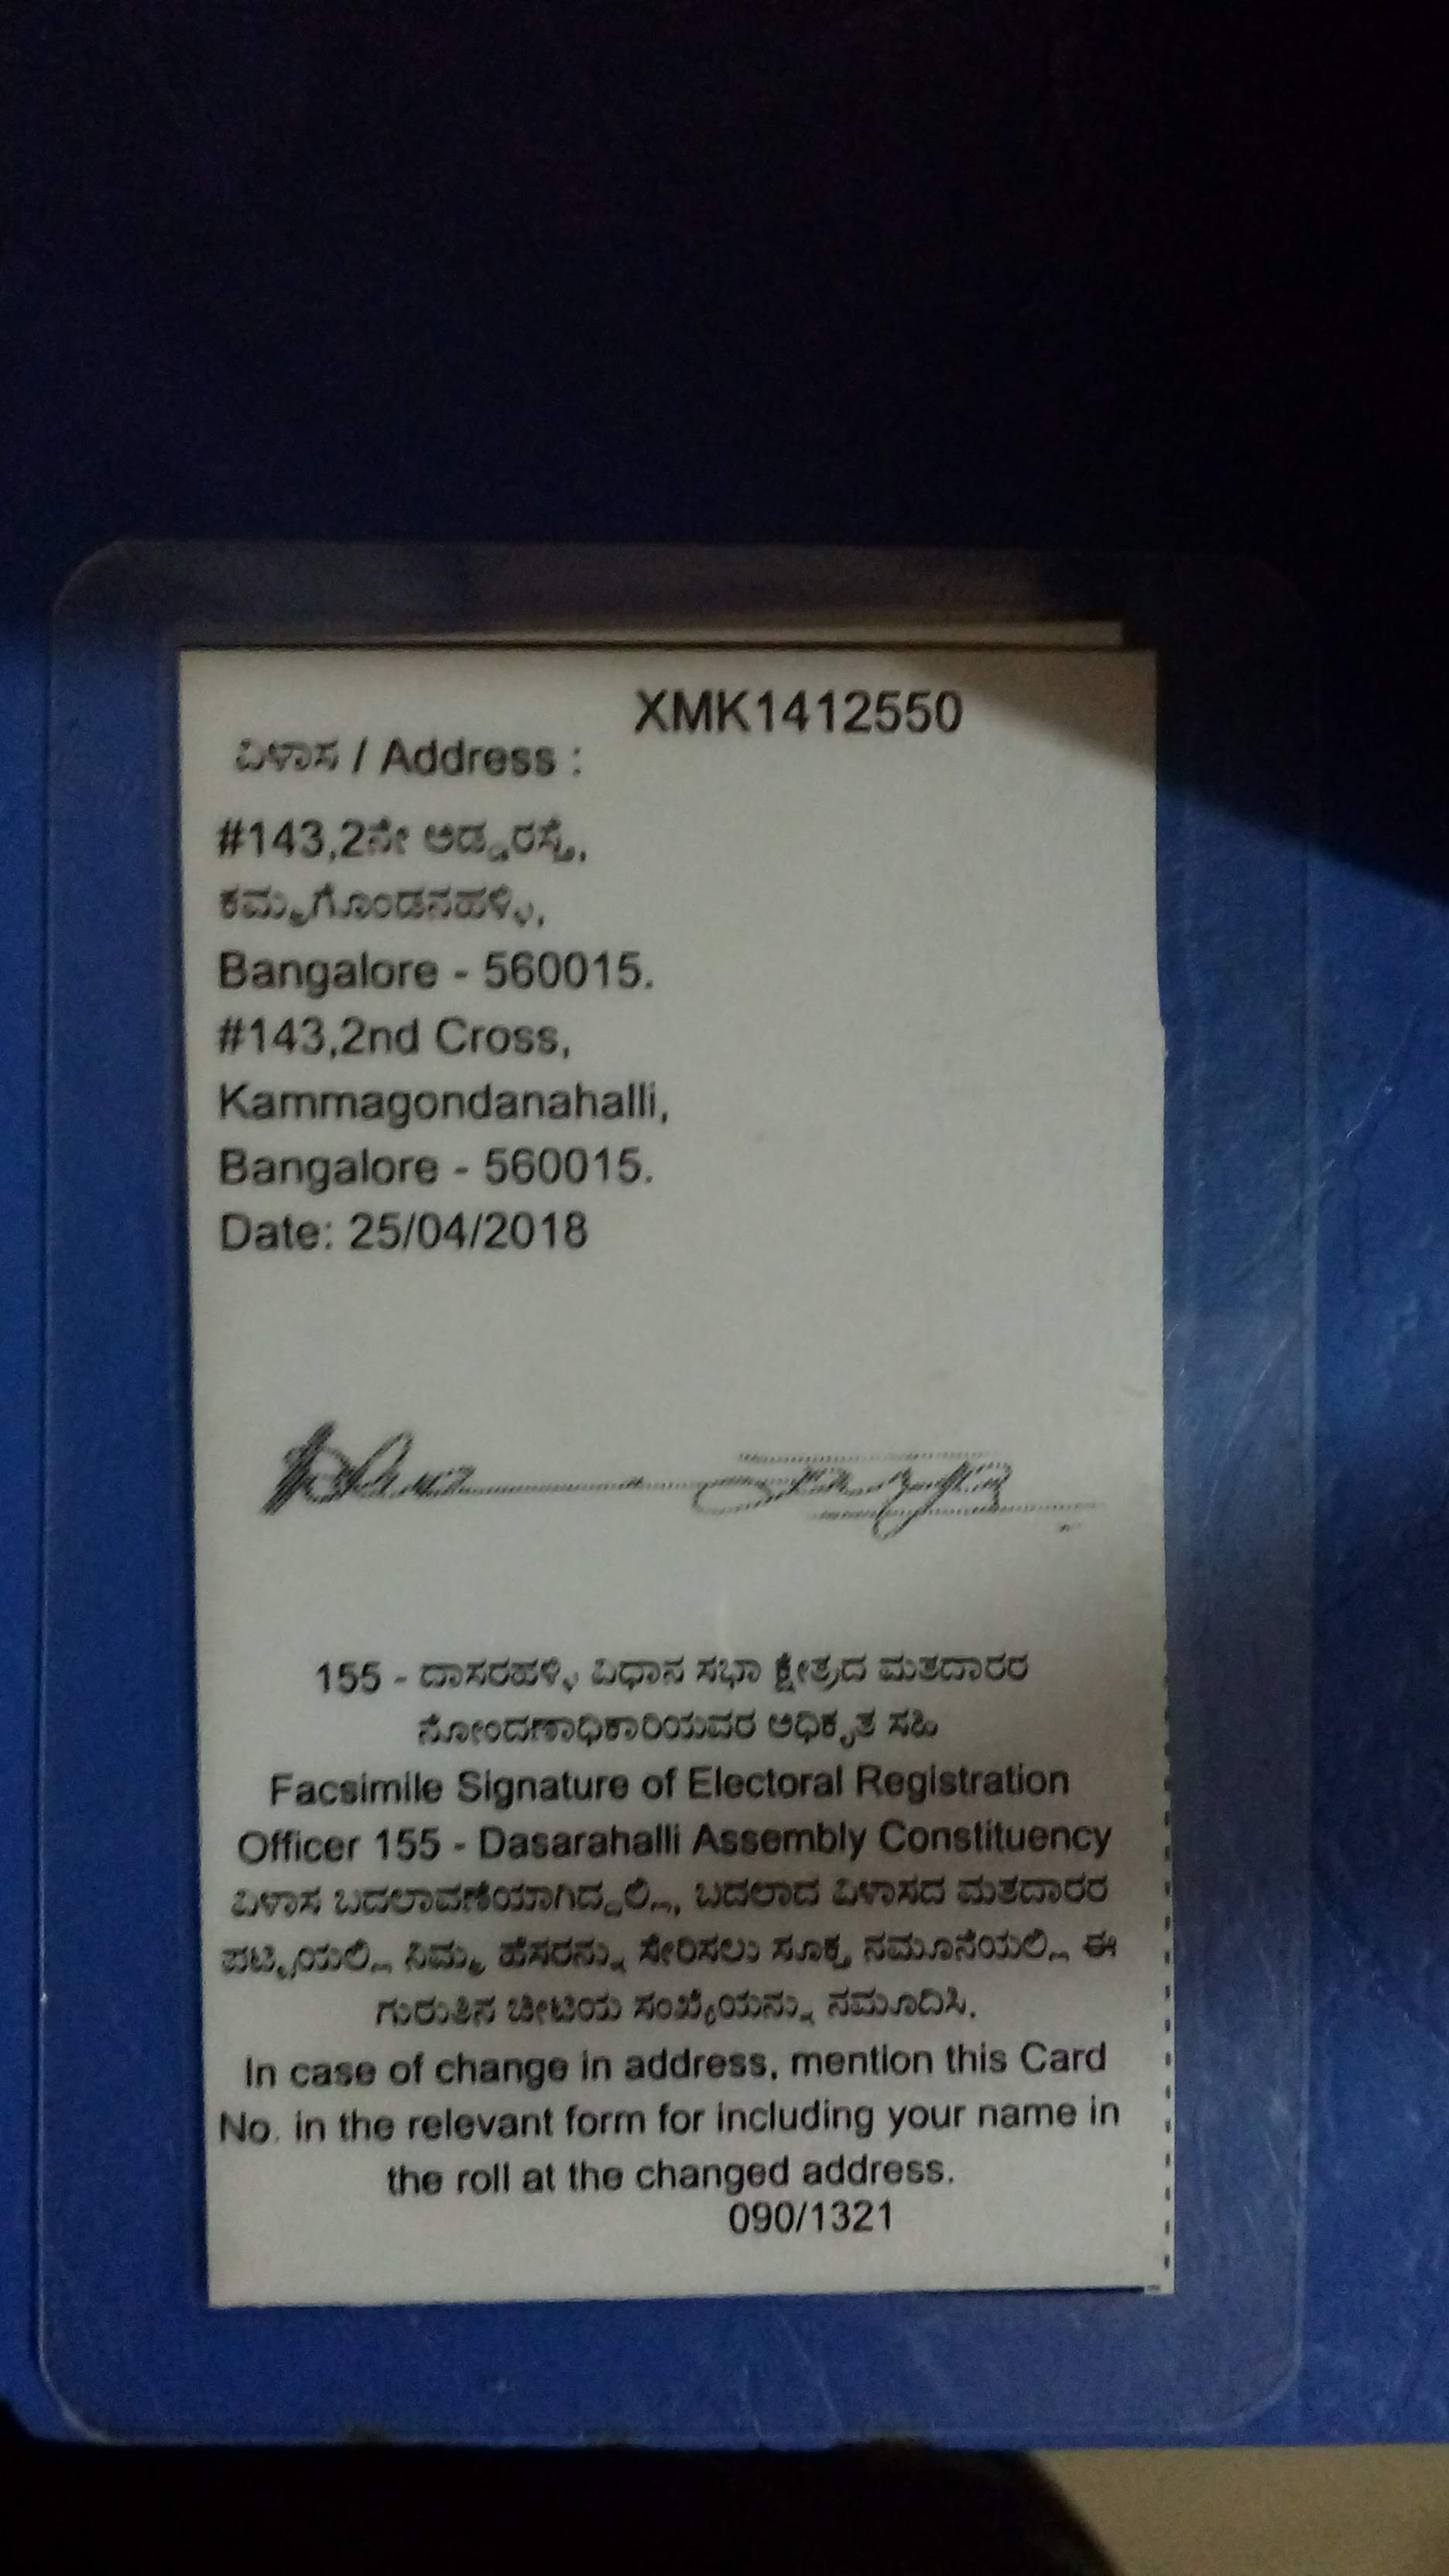 XMK1412550
ವಿಳಾಸ / Address :
#143,2ನೇ ಅಡ್ಡರಸ್ತೆ,
ಕಮ್ಮಗೊಂಡನಹಳ್ಳಿ,
Bangalore - 560015.
#143,2nd Cross,
Kammagondanahalli,
Bangalore - 560015.
Date: 25/04/2018
155 - ದಾಸರಹಳ್ಳಿ ವಿಧಾನ ಸಭಾ ಕ್ಷೇತ್ರದ ಮತದಾರರ
ನೋಂದಣಾಧಿಕಾರಿಯವರ ಅಧಿಕೃತ ಸಹಿ
Facsimile Signature of Electoral Registration
Officer 155 - Dasarahalli Assembly Constituency
ವಿಳಾಸ ಬದಲಾವಣೆಯಾಗಿದ್ದಲ್ಲಿ, ಬದಲಾದ ವಿಳಾಸದ ಮತದಾರರ
ಪಟ್ಟಿಯಲ್ಲಿ ನಿಮ್ಮ ಹೆಸರನ್ನು ಸೇರಿಸಲು ಸೂಕ್ತ ನಮೂನೆಯಲ್ಲಿ ಈ
ಗುರುತಿನ ಚೀಟಿಯ ಸಂಖ್ಯೆಯನ್ನು ನಮೂದಿಸಿ.
In case of change in address, mention this Card
No. in the relevant form for including your name in
the roll at the changed address.
090/1321